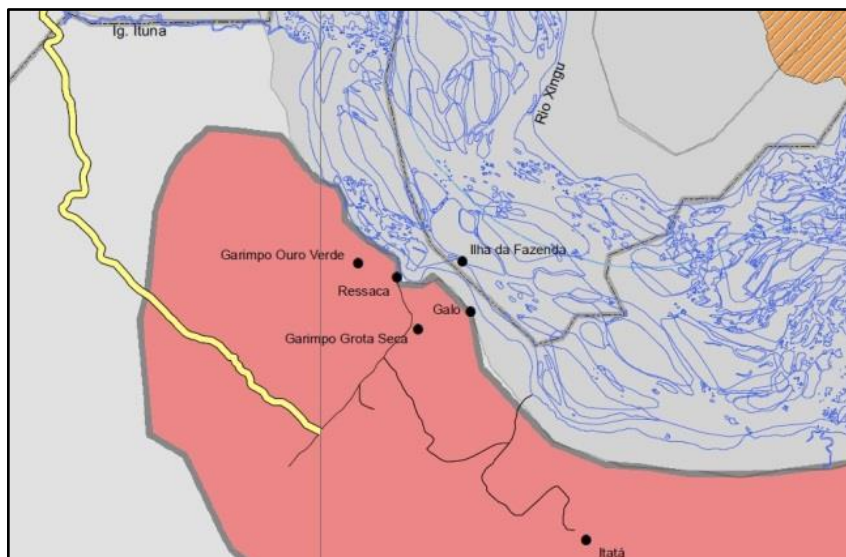 Ig. Ituna
Rio Xingu
Garimpo Ouro Verde
Ilha da Fazenda
Ressaca
Galo
Garimpo Grota Seca
Itatá